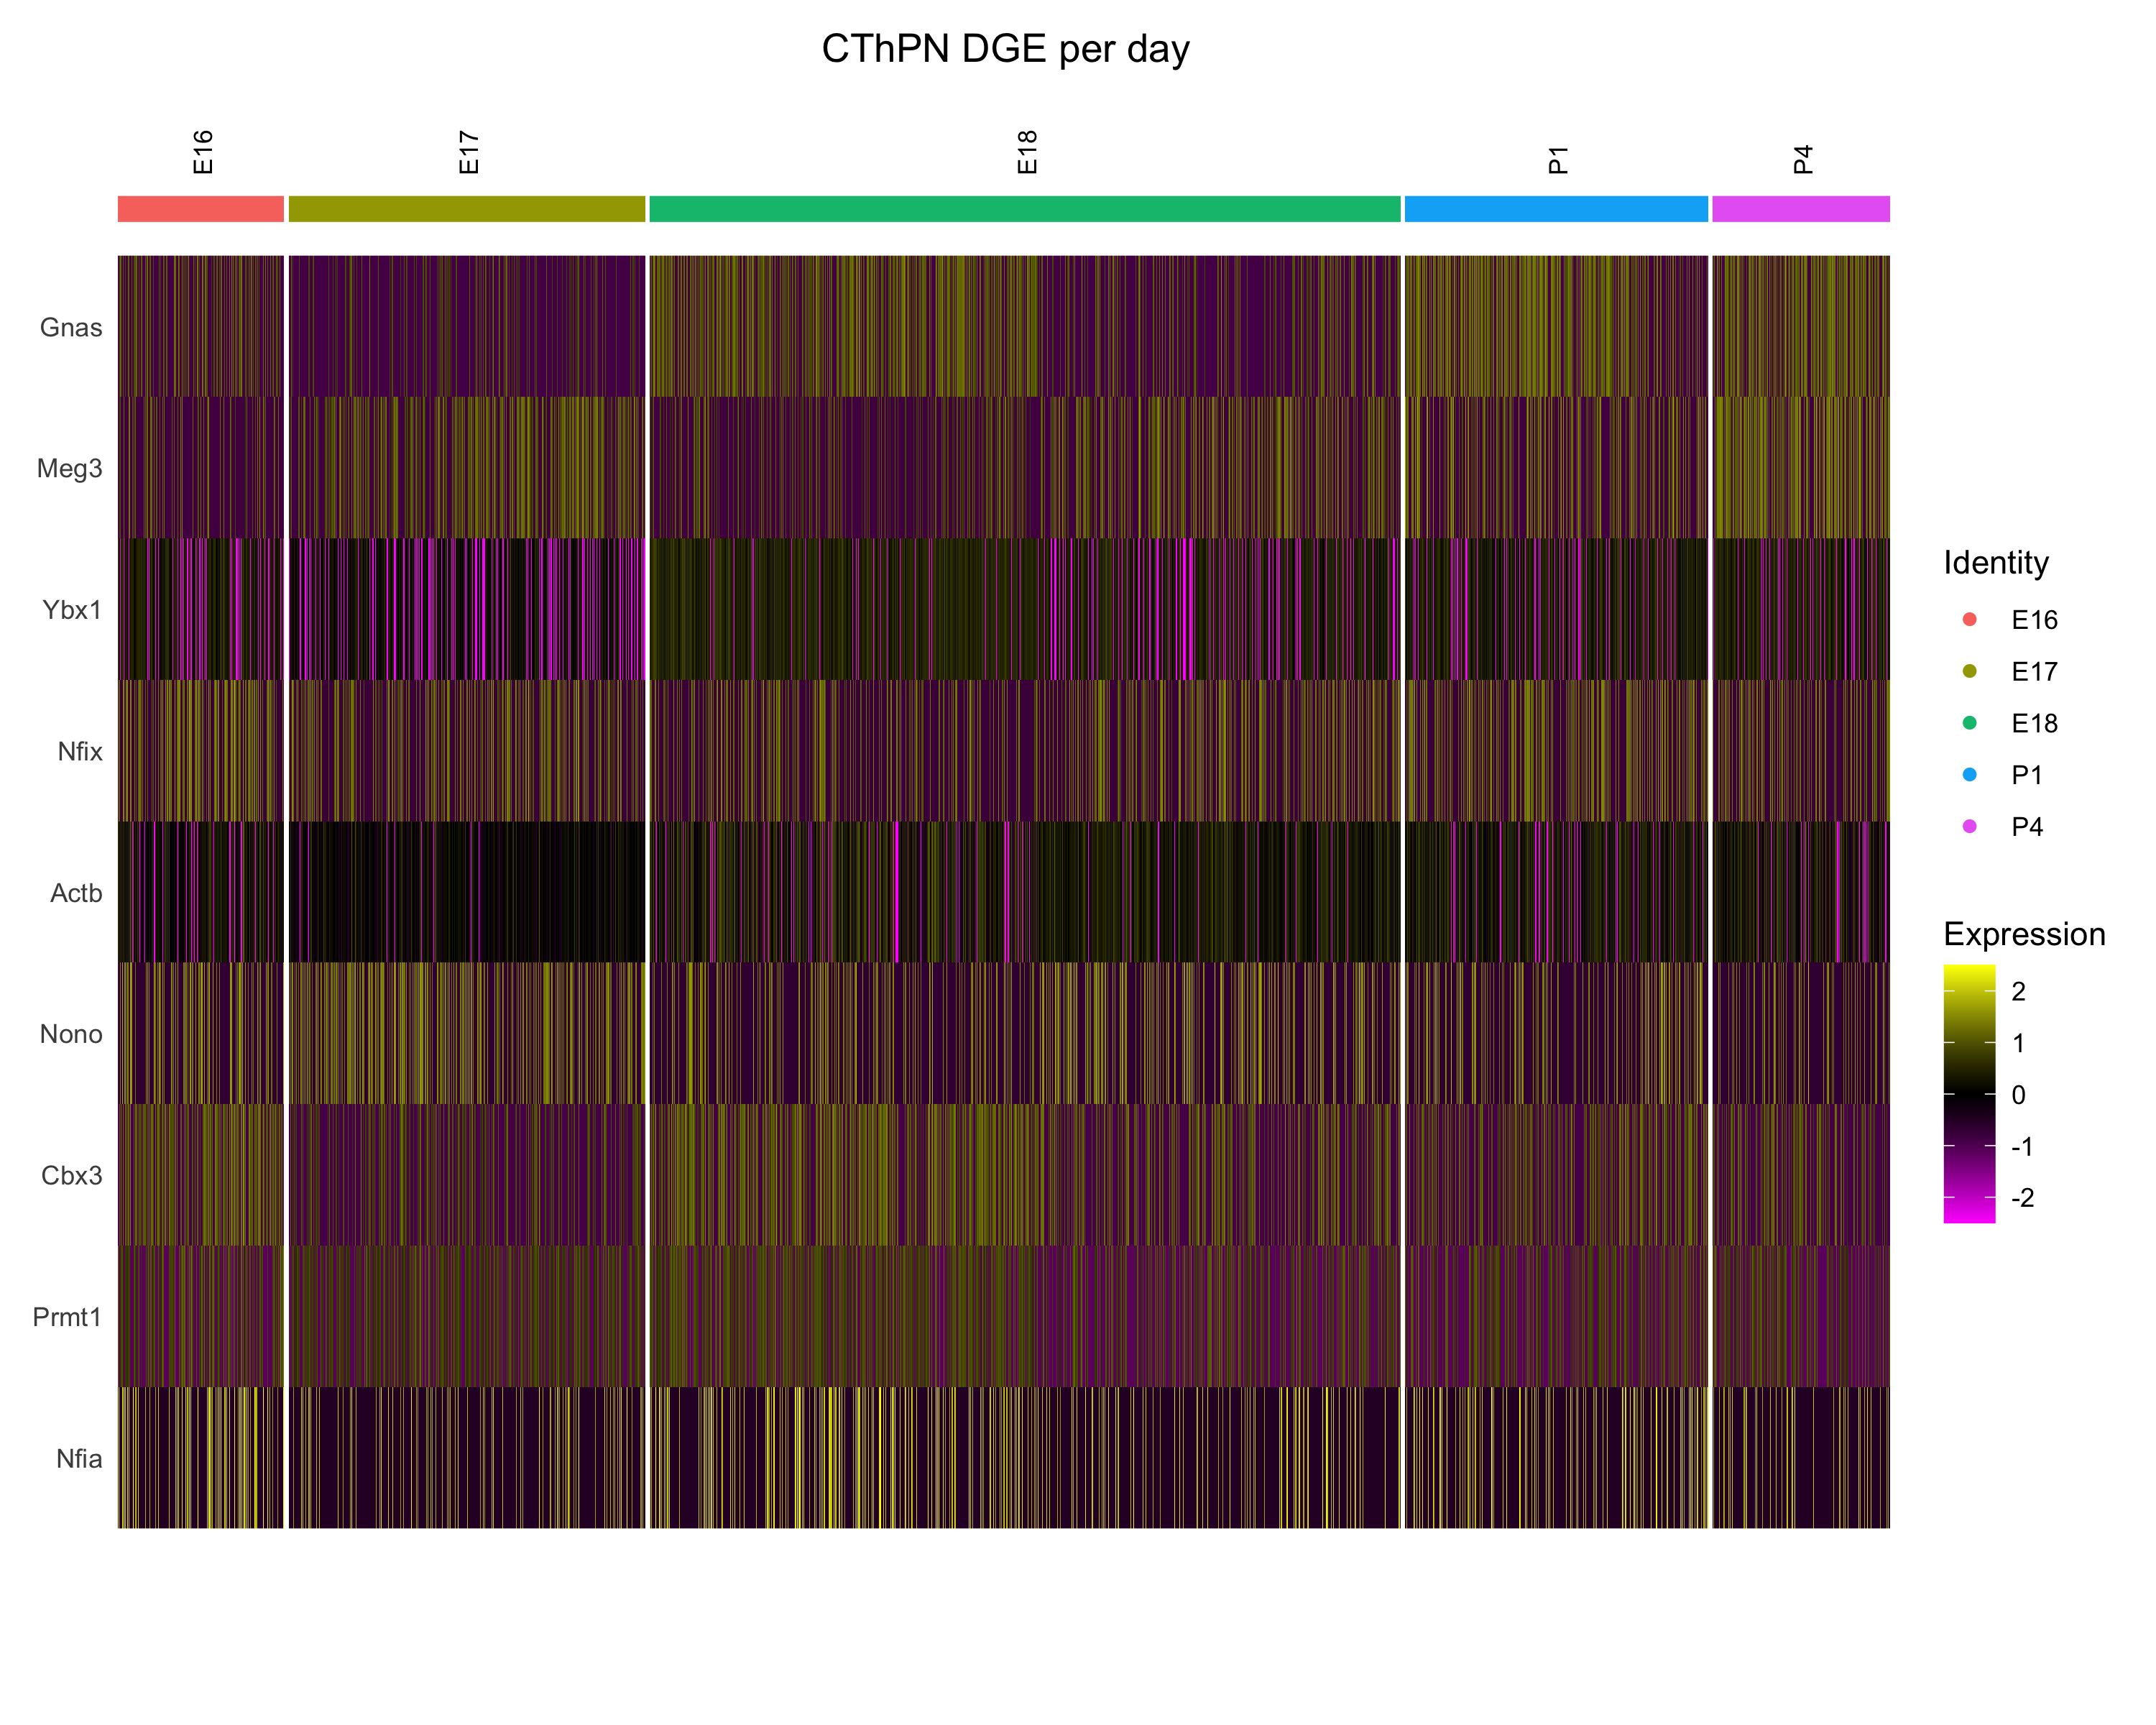 CThPN DGE per day
E16
E17
E18
P1
P4
Gnas
Meg3
Ybx1
Nfix
Actb
Nono
Cbx3
Prmt1
Nfia
Identity
E16
E17
E18
P1
P4
Expression
2
1
0
-1
-2